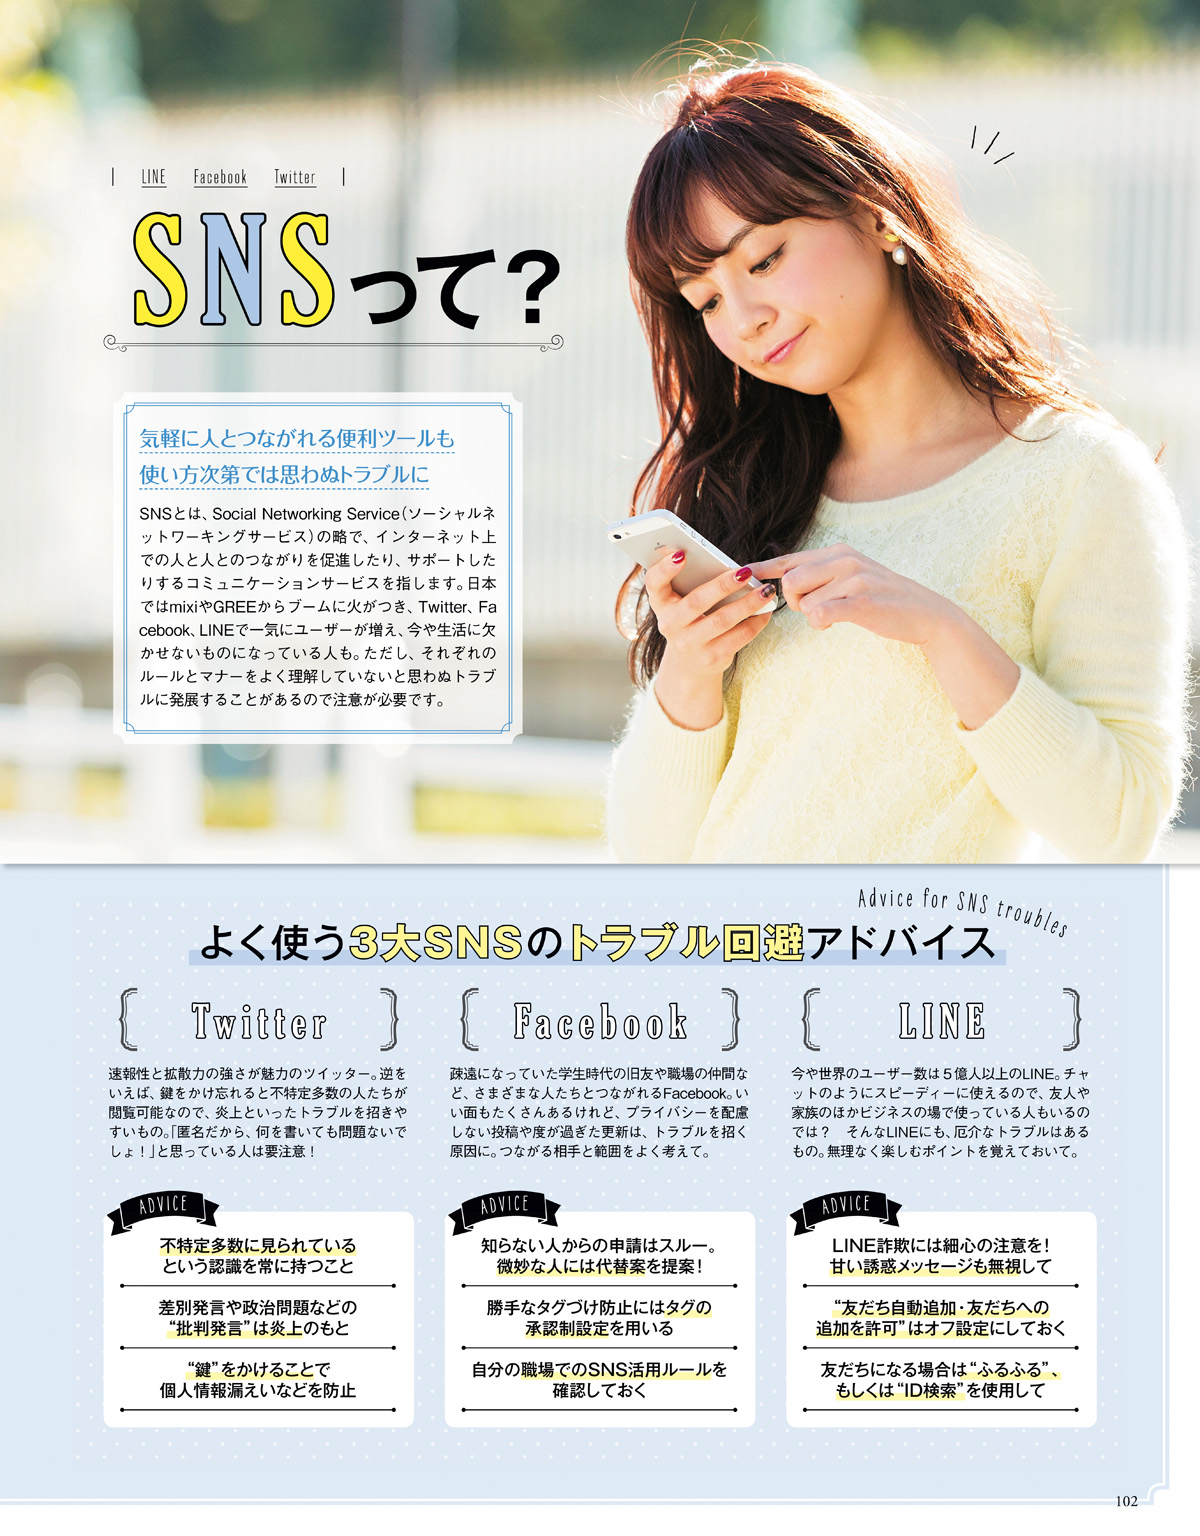 LINE Facebook Twitter
SNSって?
気軽に人とつながれる便利ツールも
使い方次第では思わぬトラブルに
SNSとは、Social Networking Service（ソーシャルネ
ットワーキングサービス）の略で、インターネット上
での人と人とのつながりを促進したり、サポートした
りするコミュニケーションサービスを指します。日本
ではmixiやGREEからブームに火がつき、Twitter、Fa
cebook、LINEで一気にユーザーが増え、今や生活に欠
かせないものになっている人も。ただし、それぞれの
ルールとマナーをよく理解していないと思わぬトラブ
ルに発展することがあるので注意が必要です。
Advice for SNS troubles
よく使う3大SNSのトラブル回避アドバイス
Twitter
速報性と拡散力の強さが魅力のツイッター。逆を
いえば、鍵をかけ忘れると不特定多数の人たちが
閲覧可能なので、炎上といったトラブルを招きや
すいもの。「匿名だから、何を書いても問題ないで
しょ！」と思っている人は要注意！
ADVICE
不特定多数に見られている
という認識を常に持つこと
差別発言や政治問題などの
“批判発言”は炎上のもと
“鍵”をかけることで
個人情報漏えいなどを防止
Facebook
疎遠になっていた学生時代の旧友や職場の仲間な
ど、さまざまな人たちとつながれるFacebook。い
い面もたくさんあるけれど、プライバシーを配慮
しない投稿や度が過ぎた更新は、トラブルを招く
原因に。つながる相手と範囲をよく考えて。
ADVICE
知らない人からの申請はスルー。
微妙な人には代替案を提案！
勝手なタグづけ防止にはタグの
承認制設定を用いる
自分の職場でのSNS活用ルールを
確認しておく
LINE
今や世界のユーザー数は５億人以上のLINE。チャ
ットのようにスピーディーに使えるので、友人や
家族のほかビジネスの場で使っている人もいるの
では？　そんなLINEにも、厄介なトラブルはある
もの。無理なく楽しむポイントを覚えておいて。
ADVICE
LINE詐欺には細心の注意を！
甘い誘惑メッセージも無視して
“友だち自動追加・友だちへの
追加を許可”はオフ設定にしておく
友だちになる場合は“ふるふる”、
もしくは“ID検索”を使用して
102